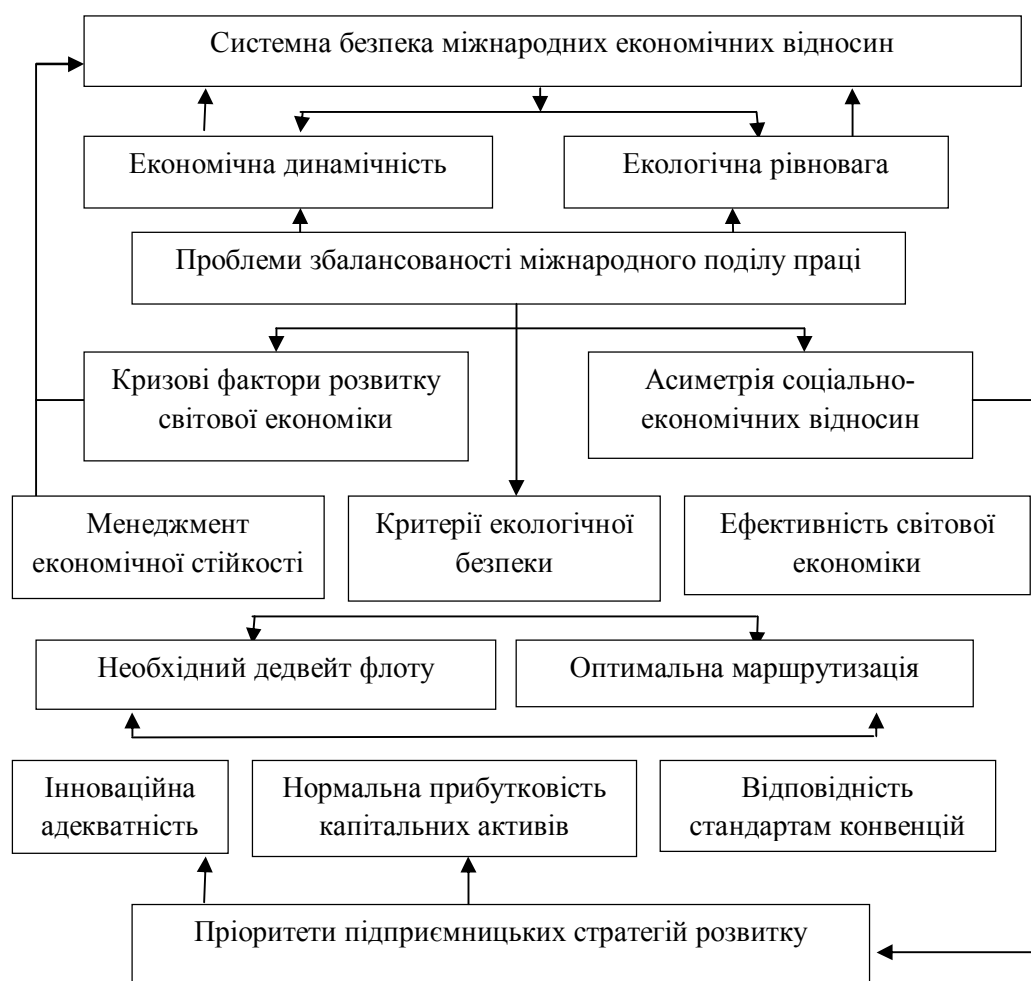 Системна безпека міжнародних економічних відносин
Економічна динамічність
Екологічна рівновага
Проблеми збалансованості міжнародного поділу праці
Кризові фактори розвитку
світової економіки
Асиметрія соціально-
економічних відносин
Менеджмент
економічної стійкості
Критерії екологічної
безпеки
Ефективність світової
економіки
Необхідний дедвейт флоту
Оптимальна маршрутизація
Інноваційна
адекватність
Нормальна прибутковість
капітальних активів
Відповідність
стандартам конвенцій
Пріоритети підприємницьких стратегій розвитку